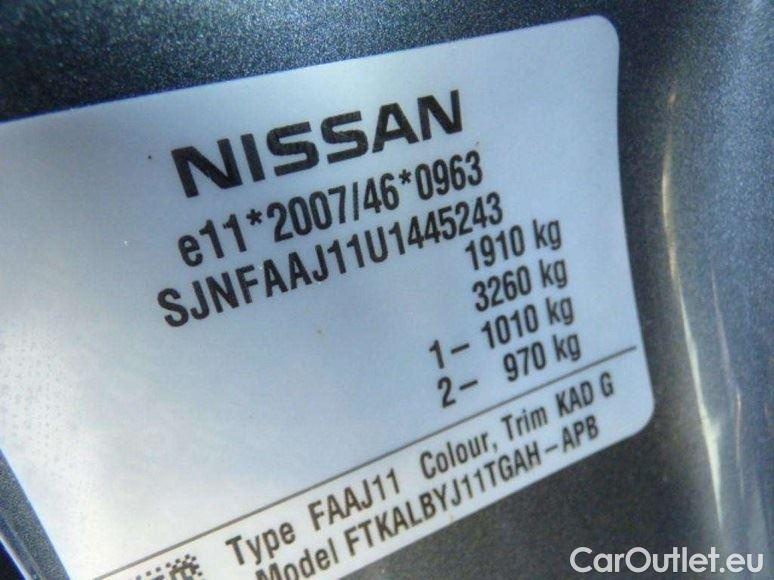 NISSAN
e11*2007/46*0963
SJNFAAJ11U1445243
1910 kg
3260 kg
1– 1010 kg
2– 970 kg
Type FAAJ11 Colour, Trim KAD G
Model FTKALBYJ11TGAH–APB
CarOutlet.eu